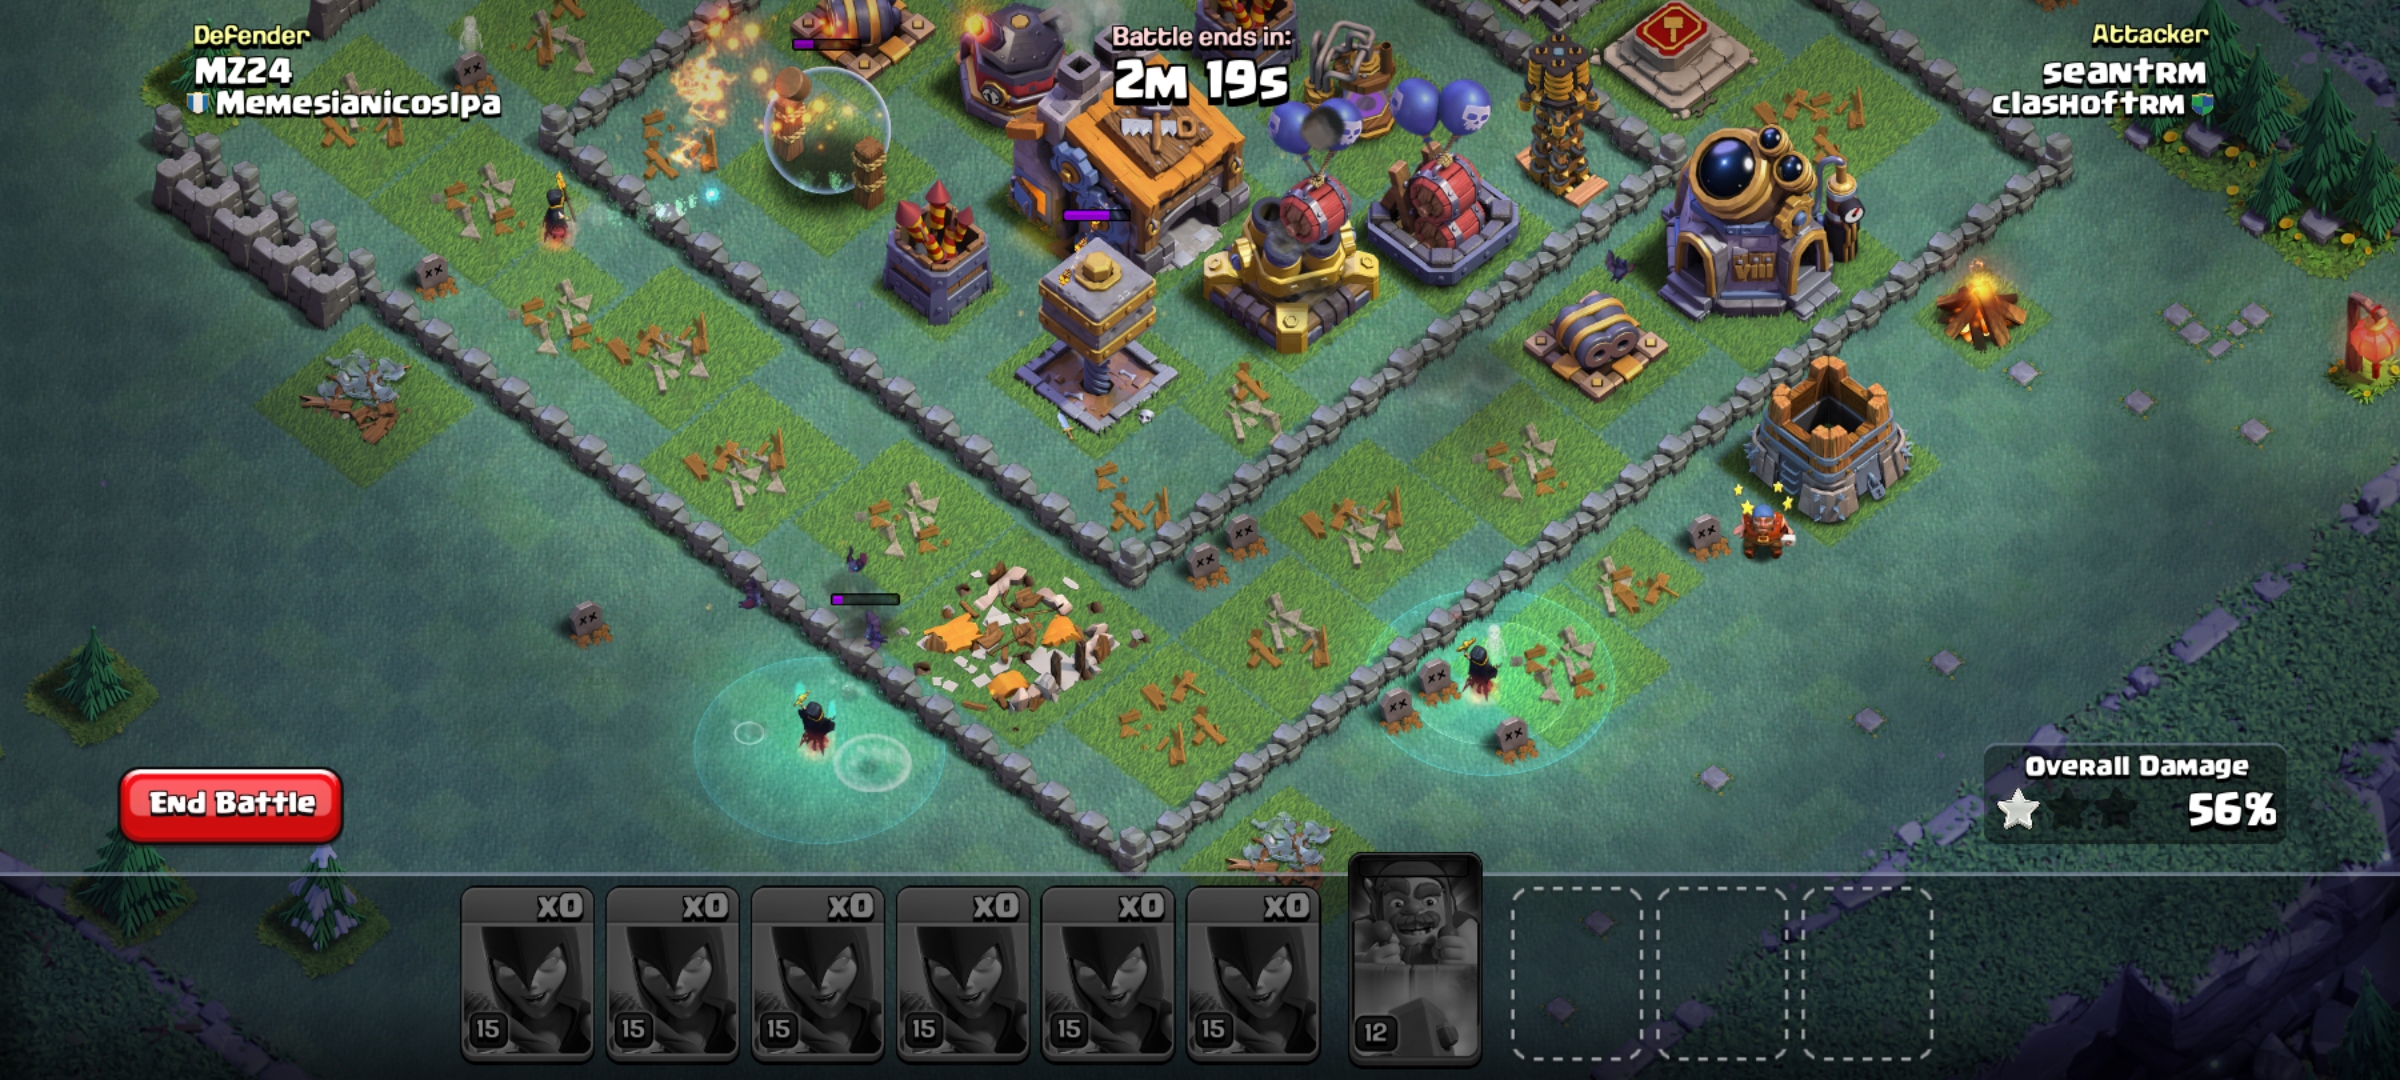 Defender
MZ24
Memesianicoslpa
Battle ends in:
2M 19s
Attacker
seantRM
clashoftRM
VIII
End Battle
Overall Damage
56%
x0
x0
x0
x0
x0
x0
15
15
15
15
15
15
12